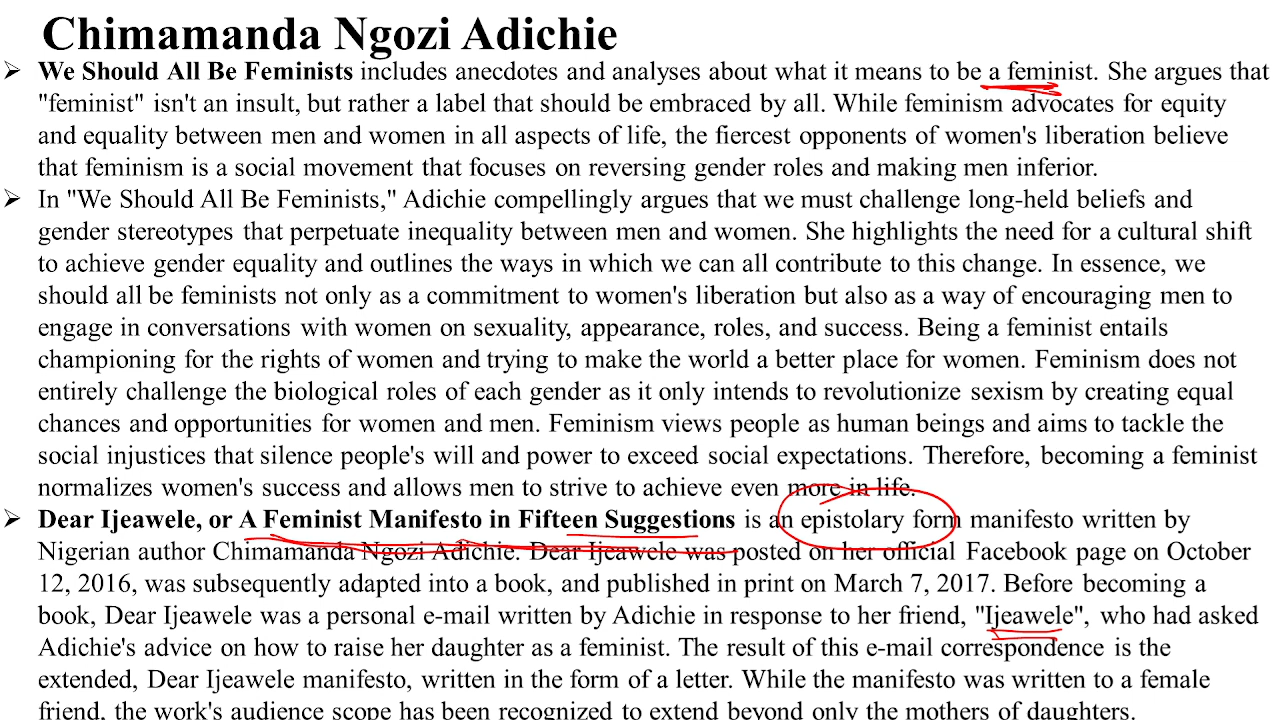 Chimamanda Ngozi Adichie
➢ We Should All Be Feminists includes anecdotes and analyses about what it means to be a feminist. She argues that
"feminist" isn't an insult, but rather a label that should be embraced by all. While feminism advocates for equity
and equality between men and women in all aspects of life, the fiercest opponents of women's liberation believe
that feminism is a social movement that focuses on reversing gender roles and making men inferior.
➢ In "We Should All Be Feminists," Adichie compellingly argues that we must challenge long-held beliefs and
gender stereotypes that perpetuate inequality between men and women. She highlights the need for a cultural shift
to achieve gender equality and outlines the ways in which we can all contribute to this change. In essence, we
should all be feminists not only as a commitment to women's liberation but also as a way of encouraging men to
engage in conversations with women on sexuality, appearance, roles, and success. Being a feminist entails
championing for the rights of women and trying to make the world a better place for women. Feminism does not
entirely challenge the biological roles of each gender as it only intends to revolutionize sexism by creating equal
chances and opportunities for women and men. Feminism views people as human beings and aims to tackle the
social injustices that silence people's will and power to exceed social expectations. Therefore, becoming a feminist
normalizes women's success and allows men to strive to achieve even more in life.
➢ Dear Ijeawele, or A Feminist Manifesto in Fifteen Suggestions is an epistolary form manifesto written by
Nigerian author Chimamanda Ngozi Adichie. Dear Ijeawele was posted on her official Facebook page on October
12, 2016, was subsequently adapted into a book, and published in print on March 7, 2017. Before becoming a
book, Dear Ijeawele was a personal e-mail written by Adichie in response to her friend, "Ijeawele", who had asked
Adichie's advice on how to raise her daughter as a feminist. The result of this e-mail correspondence is the
extended, Dear Ijeawele manifesto, written in the form of a letter. While the manifesto was written to a female
friend, the work's audience scope has been recognized to extend beyond only the mothers of daughters.